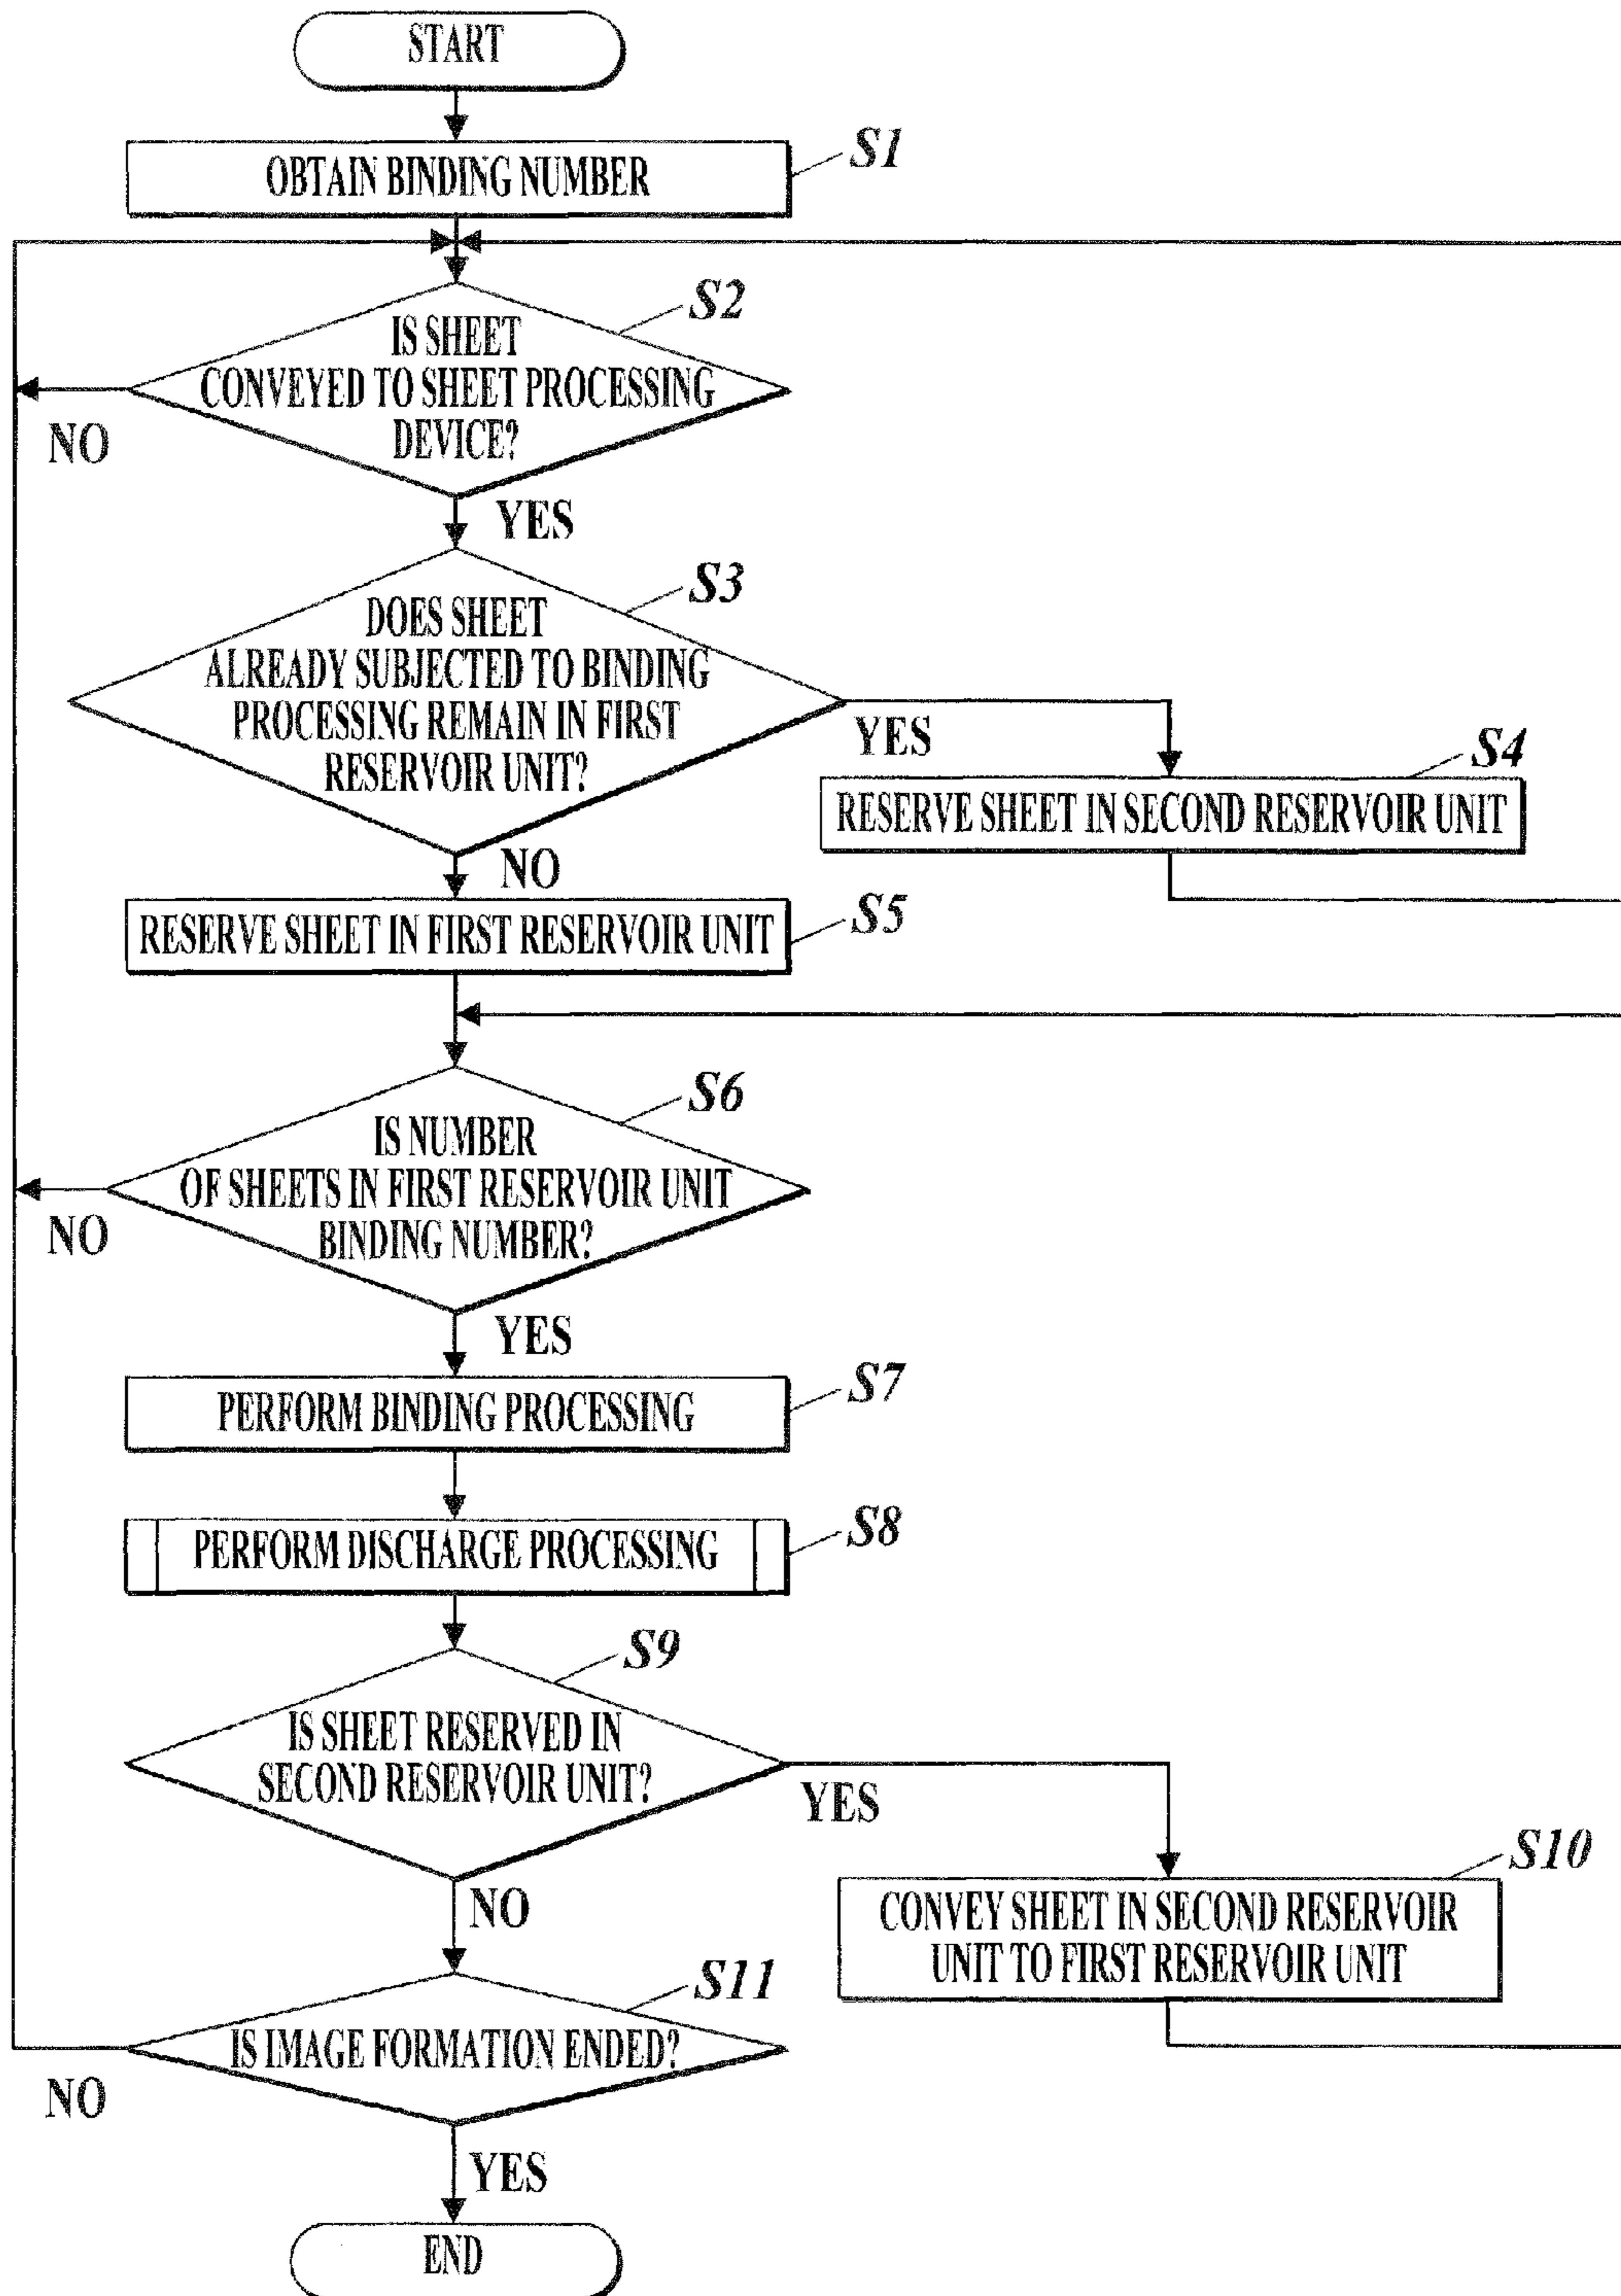 START
OBTAIN BINDING NUMBER
S1
S2
IS SHEET
CONVEYED TO SHEET PROCESSING
DEVICE?
NO
YES
S3
DOES SHEET
ALREADY SUBJECTED TO BINDING
PROCESSING REMAIN IN FIRST
RESERVOIR UNIT?
YES
S4
RESERVE SHEET IN SECOND RESERVOIR UNIT
NO
RESERVE SHEET IN FIRST RESERVOIR UNIT
S5
S6
IS NUMBER
OF SHEETS IN FIRST RESERVOIR UNIT
BINDING NUMBER?
NO
YES
S7
PERFORM BINDING PROCESSING
S8
PERFORM DISCHARGE PROCESSING
S9
IS SHEET RESERVED IN
SECOND RESERVOIR UNIT?
YES
S10
CONVEY SHEET IN SECOND RESERVOIR
UNIT TO FIRST RESERVOIR UNIT
NO
S11
IS IMAGE FORMATION ENDED?
NO
YES
END